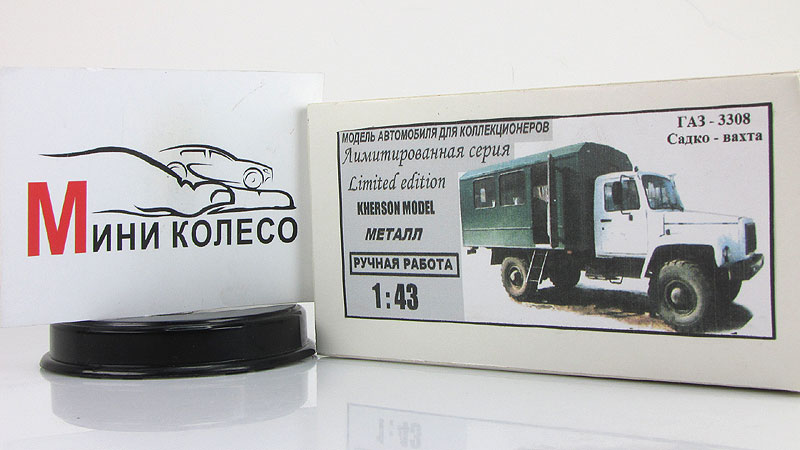 Мини колесо
МОДЕЛЬ АВТОМОБИЛЯ ДЛЯ КОЛЛЕКЦИОНЕРОВ
Лимитированная серия
Limited edition
KHERSON MODEL
МЕТАЛЛ
РУЧНАЯ РАБОТА
1:43
ГАЗ - 3308
Садко - вахта